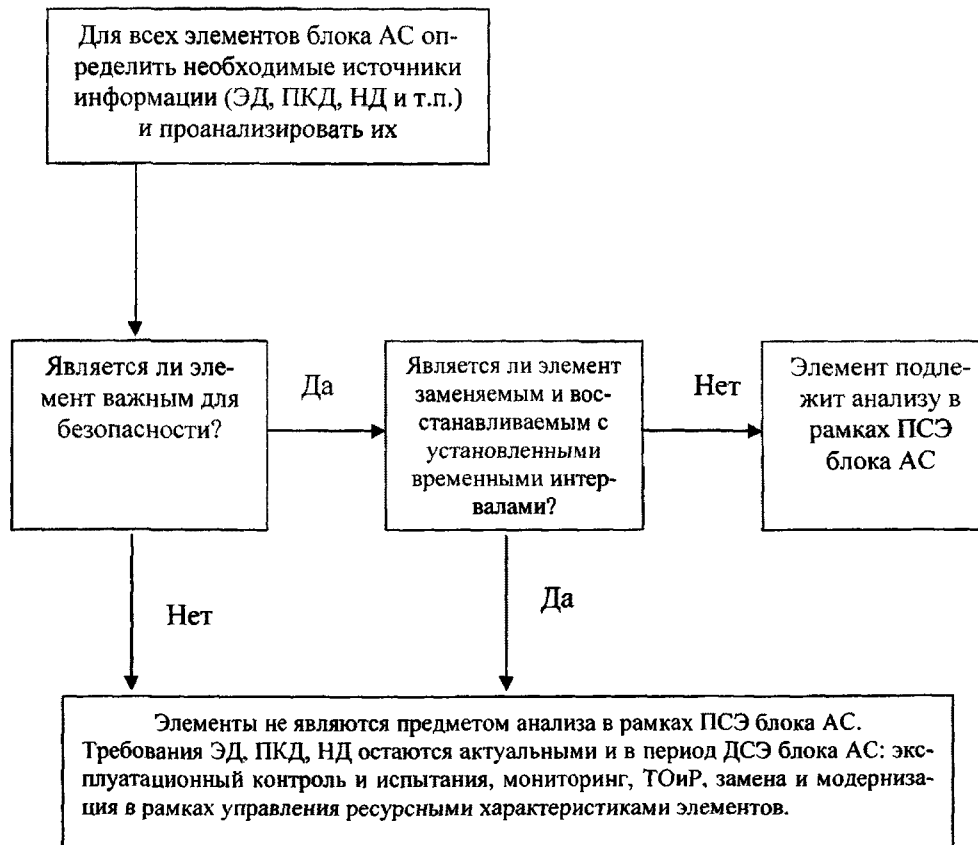 Для всех элементов блока АС оп-
ределить необходимые источники
информации (ЭД, ПКД, НД и т.п.)
и проанализировать их
Является ли эле-
мент важным для
безопасности?
Да
Является ли элемент
заменяемым и вос-
станавливаемым с
установленными
временными интер-
валами?
Нет
Элемент подле-
жит анализу в
рамках ПСЭ
блока АС
Нет
Да
Элементы не являются предметом анализа в рамках ПСЭ блока АС.
Требования ЭД, ПКД, НД остаются актуальными и в период ДСЭ блока АС: экс-
плуатационный контроль и испытания, мониторинг, ТОиР, замена и модерниза-
ция в рамках управления ресурсными характеристиками элементов.